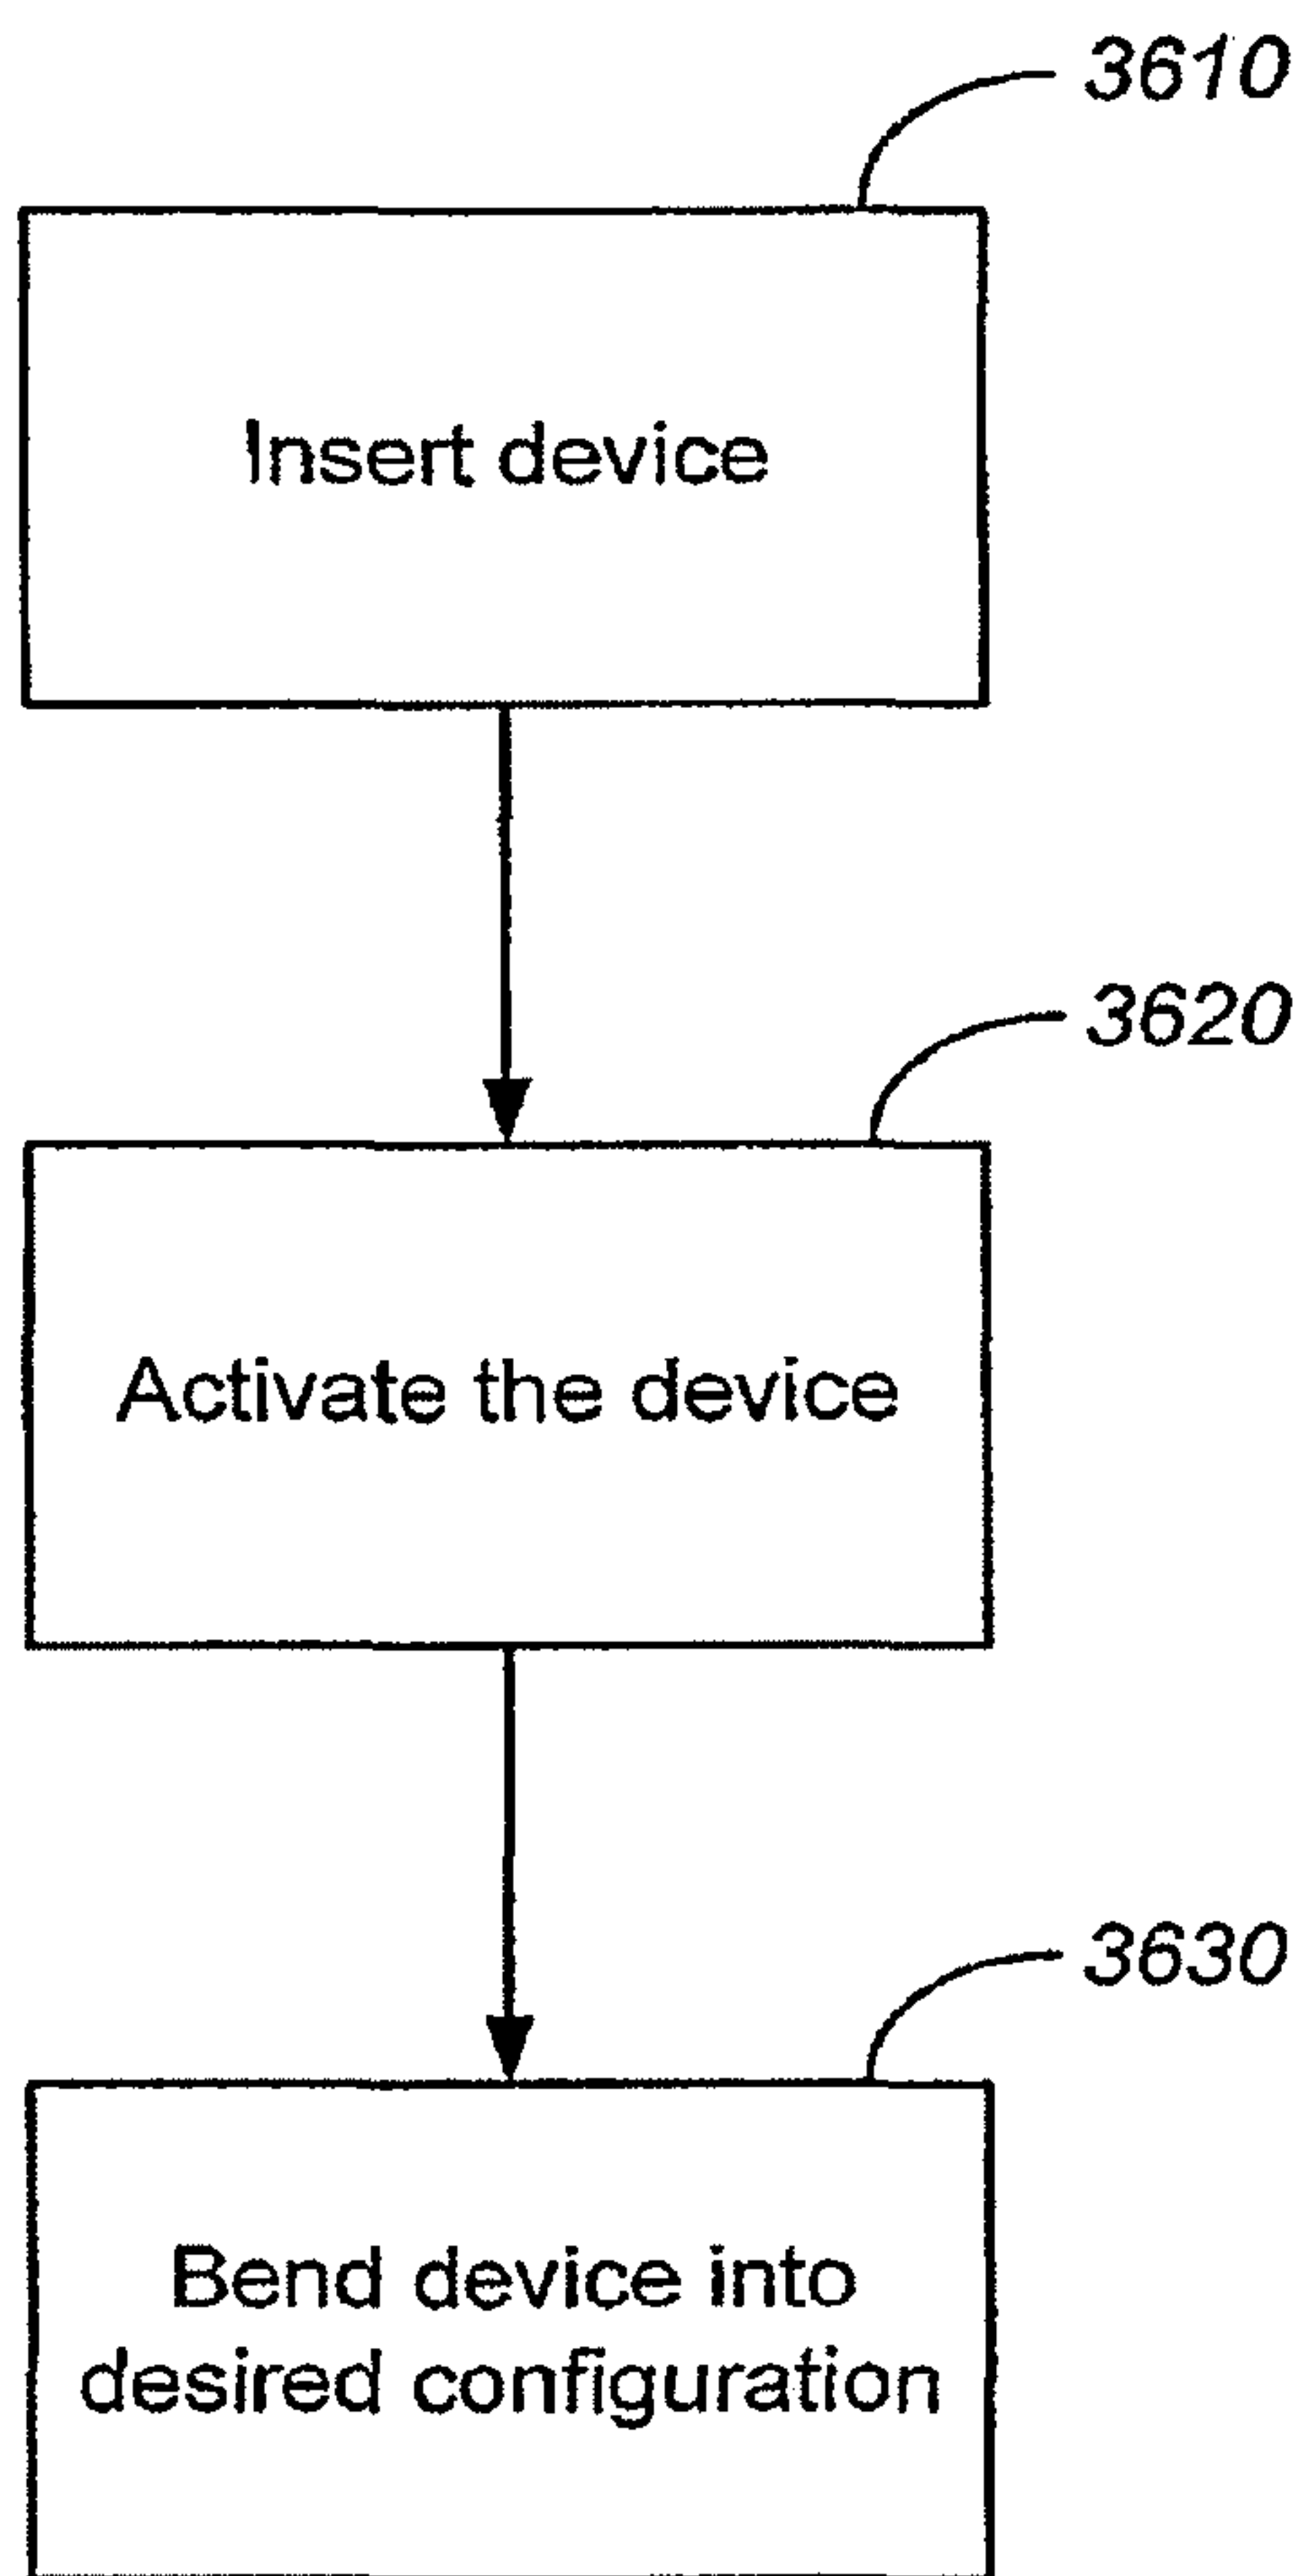 3610
Insert device
3620
Activate the device
3630
Bend device into
desired configuration